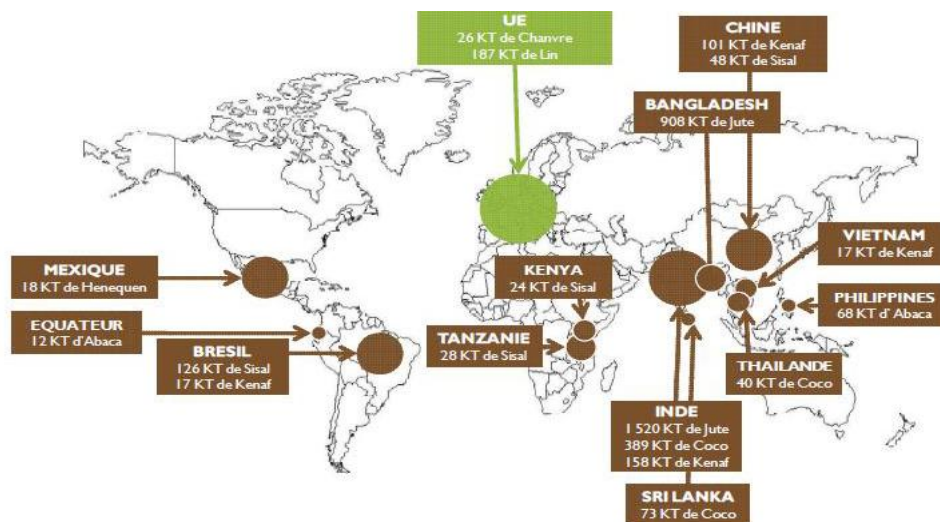 UE
26 KT de Chanvre
187 KT de Lin
CHINE
101 KT de Kenaf
48 KT de Sisal
BANGLADESH
908 KT de Jute
VIETNAM
17 KT de Kenaf
MEXIQUE
18 KT de Henequen
KENYA
24 KT de Sisal
PHILIPPINES
68 KT d' Abaca
EQUATEUR
12 KT d'Abaca
BRESIL
126 KT de Sisal
17 KT de Kenaf
TANZANIE
28 KT de Sisal
THAILANDE
40 KT de Coco
INDE
1 520 KT de Jute
389 KT de Coco
158 KT de Kenaf
SRI LANKA
73 KT de Coco